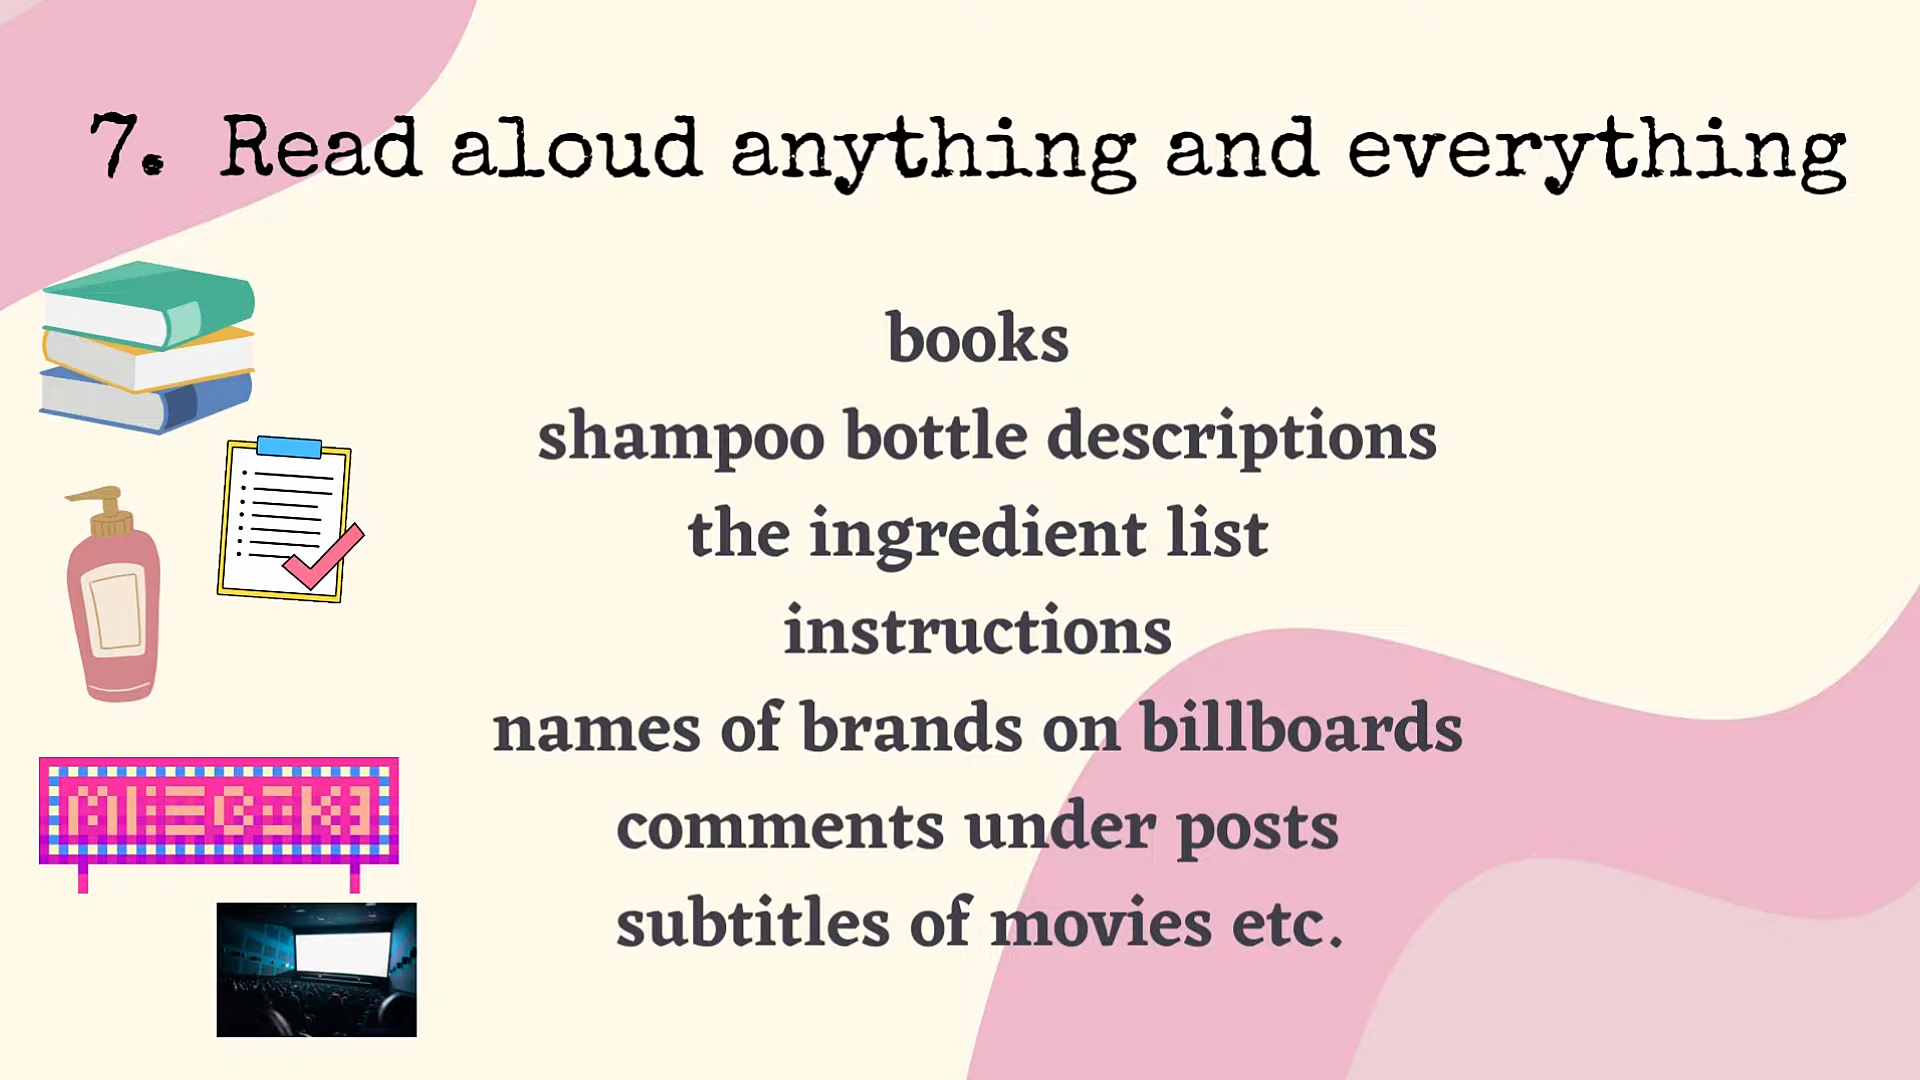 7. Read aloud anything and everything
books
shampoo bottle descriptions
the ingredient list
instructions
names of brands on billboards
comments under posts
subtitles of movies etc.